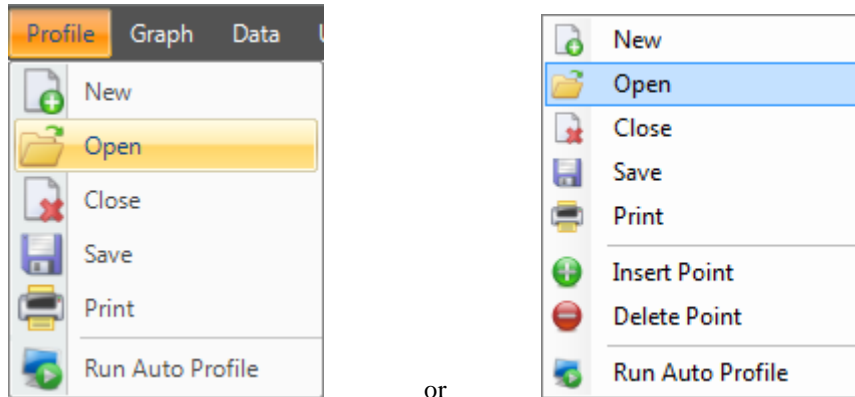 Profile Graph Data
New
Open
Close
Save
Print
Run Auto Profile
or
New
Open
Close
Save
Print
Insert Point
Delete Point
Run Auto Profile